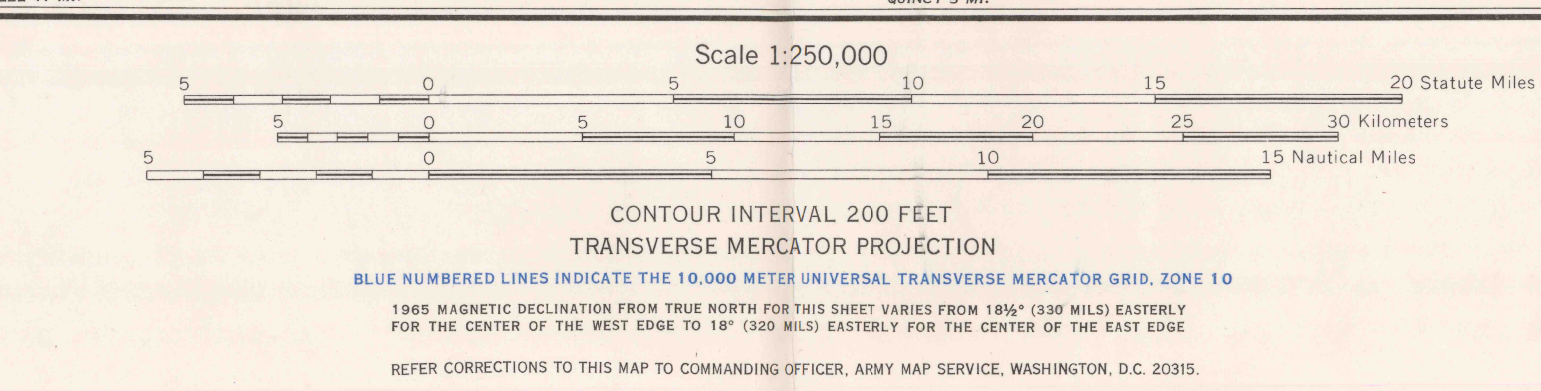 QUINCY 5 MI.
Scale 1:250,000
5 0 5 10 15 20 Statute Miles
5 0 5 10 15 20 25 30 Kilometers
5 0 5 10 15 Nautical Miles
CONTOUR INTERVAL 200 FEET
TRANSVERSE MERCATOR PROJECTION
BLUE NUMBERED LINES INDICATE THE 10,000 METER UNIVERSAL TRANSVERSE MERCATOR GRID, ZONE 10
1965 MAGNETIC DECLINATION FROM TRUE NORTH FOR THIS SHEET VARIES FROM 18½° (330 MILS) EASTERLY
FOR THE CENTER OF THE WEST EDGE TO 18° (320 MILS) EASTERLY FOR THE CENTER OF THE EAST EDGE
REFER CORRECTIONS TO THIS MAP TO COMMANDING OFFICER, ARMY MAP SERVICE, WASHINGTON, D.C. 20315.